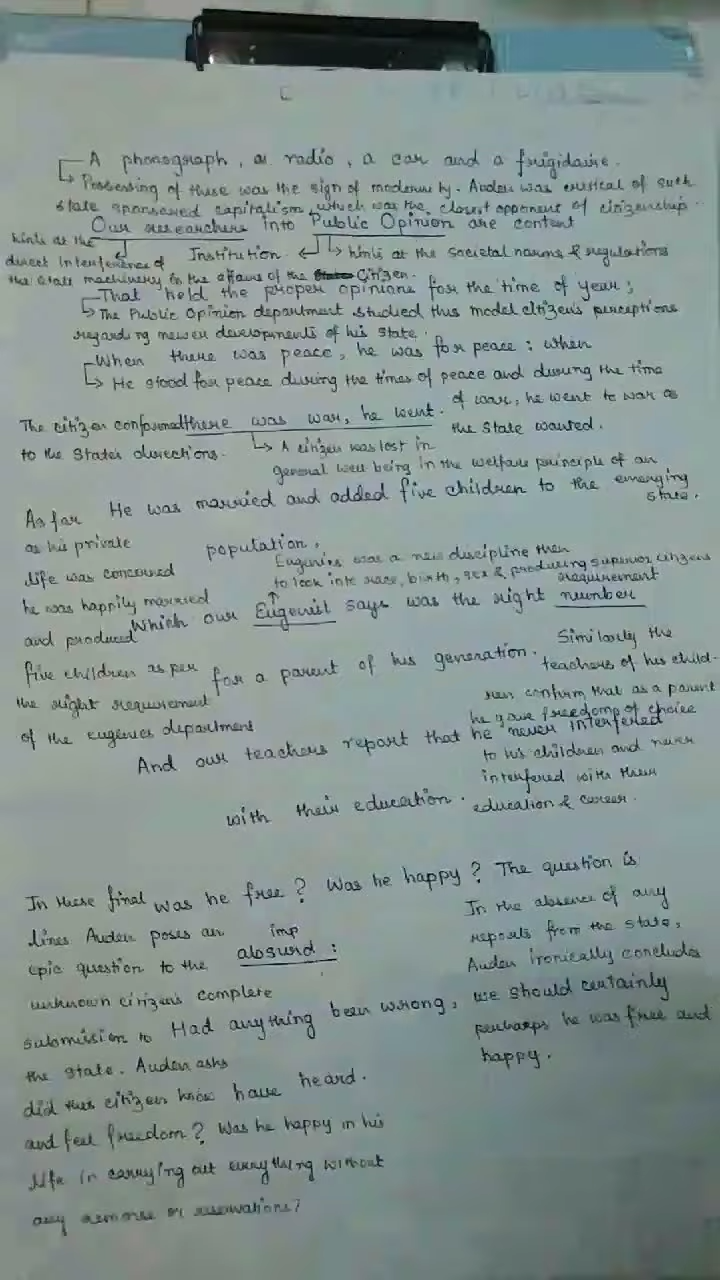 A phonograph, a radio, a car and a frigidaire.
Possessing of these was the sign of modernity. Auden was critical of such
state sponsored capitalism, which was the closest opponent of citizenship.
Our researchers into Public Opinion are content
hints at the
direct Interference of Institution. hints at the societal norms & regulations
the state machinery in the affairs of the Citizen.
That held the proper opinions for the time of year;
The Public Opinion department studied this model citizen's perceptions
regarding newer developments of his state.
When there was peace, he was for peace: when
He stood for peace during the times of peace and during the time
of war, he went to war as
the state wanted.
The citizen conformed there was war, he went.
to the State's directions.
A citizen was lost in
general well being in the welfare principle of an
emerging
state.
He was married and added five children to the
population,
As far
as his private
life was concerned
he was happily married
and produced
five children as per
the right requirement
of the eugenics department
Eugenics was a new discipline then
to look into race, birth, sex & producing superior citizens
requirement
Which our Eugenist says was the right number
for a parent of his generation.
Similarly the
teachers of his child-
ren confirm that as a parent
he gave freedom of choice
to his children and never
interfered with their
education & career.
And our teachers report that he never interfered
with their education.
was he free? Was he happy? The question is
imp
absurd:
Had anything been wrong, we should certainly
have heard.
In these final
lines Auden poses an
epic question to the
unknown citizen's complete
submission to
the state. Auden asks
did this citizen know
and feel freedom? Was he happy in his
life in carrying out everything without
any remorse or reservations?
In the absence of any
reports from the state,
Auden ironically concludes
perhaps he was free and
happy.